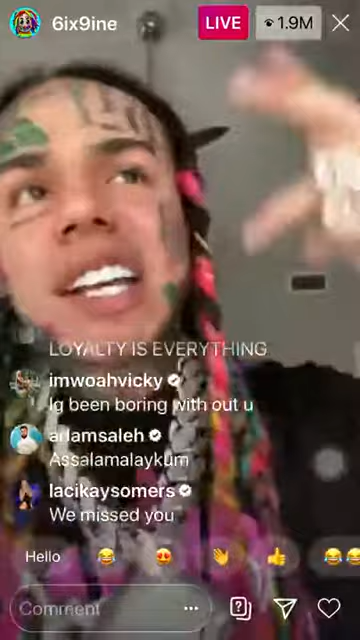 6ix9ine
LIVE
1.9M
LOYALTY IS EVERYTHING
imwoahvicky
Ig been boring with out u
adamsaleh
Assalamalaykum
lacikaysomers
We missed you
Hello
Comment